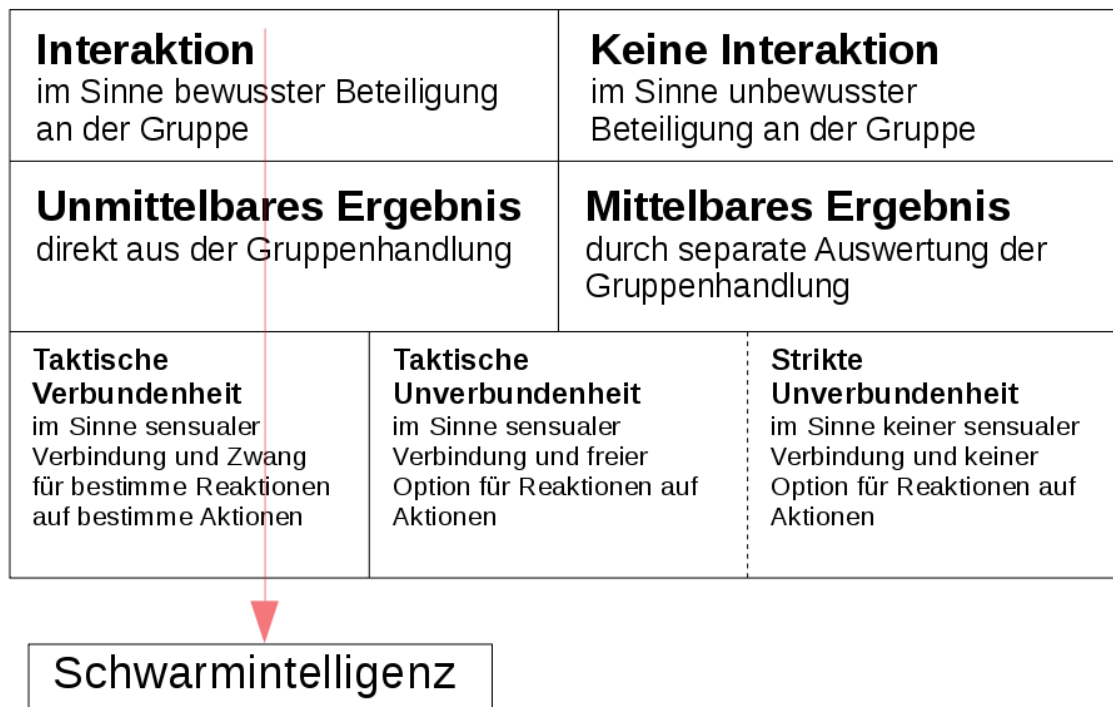 Interaktion
im Sinne bewusster Beteiligung
an der Gruppe
Keine Interaktion
im Sinne unbewusster
Beteiligung an der Gruppe
Unmittelbares Ergebnis
direkt aus der Gruppenhandlung
Mittelbares Ergebnis
durch separate Auswertung der
Gruppenhandlung
Taktische
Verbundenheit
im Sinne sensualer
Verbindung und Zwang
für bestimme Reaktionen
auf bestimme Aktionen
Taktische
Unverbundenheit
im Sinne sensualer
Verbindung und freier
Option für Reaktionen auf
Aktionen
Strikte
Unverbundenheit
im Sinne keiner sensualer
Verbindung und keiner
Option für Reaktionen auf
Aktionen
Schwarmintelligenz